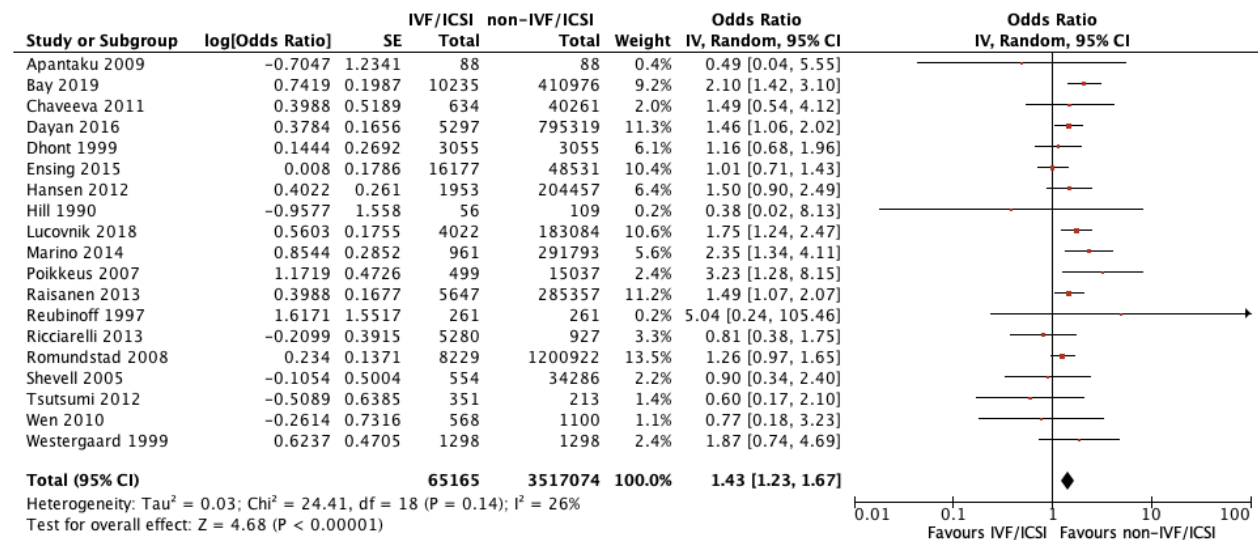 IVF/ICSI non-IVF/ICSI Odds Ratio Odds Ratio
Study or Subgroup log[Odds Ratio] SE Total Total Weight IV, Random, 95% CI IV, Random, 95% CI
Apantaku 2009 -0.7047 1.2341 88 88 0.4% 0.49 [0.04, 5.55]
Bay 2019 0.7419 0.1987 10235 410976 9.2% 2.10 [1.42, 3.10]
Chaveeva 2011 0.3988 0.5189 634 40261 2.0% 1.49 [0.54, 4.12]
Dayan 2016 0.3784 0.1656 5297 795319 11.3% 1.46 [1.06, 2.02]
Dhont 1999 0.1444 0.2692 3055 3055 6.1% 1.16 [0.68, 1.96]
Ensing 2015 0.008 0.1786 16177 48531 10.4% 1.01 [0.71, 1.43]
Hansen 2012 0.4022 0.261 1953 204457 6.4% 1.50 [0.90, 2.49]
Hill 1990 -0.9577 1.558 56 109 0.2% 0.38 [0.02, 8.13]
Lucovnik 2018 0.5603 0.1755 4022 183084 10.6% 1.75 [1.24, 2.47]
Marino 2014 0.8544 0.2852 961 291793 5.6% 2.35 [1.34, 4.11]
Poikkeus 2007 1.1719 0.4726 499 15037 2.4% 3.23 [1.28, 8.15]
Raisanen 2013 0.3988 0.1677 5647 285357 11.2% 1.49 [1.07, 2.07]
Reubinoff 1997 1.6171 1.5517 261 261 0.2% 5.04 [0.24, 105.46]
Ricciarelli 2013 -0.2099 0.3915 5280 927 3.3% 0.81 [0.38, 1.75]
Romundstad 2008 0.234 0.1371 8229 1200922 13.5% 1.26 [0.97, 1.65]
Shevell 2005 -0.1054 0.5004 554 34286 2.2% 0.90 [0.34, 2.40]
Tsutsumi 2012 -0.5089 0.6385 351 213 1.4% 0.60 [0.17, 2.10]
Wen 2010 -0.2614 0.7316 568 1100 1.1% 0.77 [0.18, 3.23]
Westergaard 1999 0.6237 0.4705 1298 1298 2.4% 1.87 [0.74, 4.69]
Total (95% CI) 65165 3517074 100.0% 1.43 [1.23, 1.67]
Heterogeneity: Tau² = 0.03; Chi² = 24.41, df = 18 (P = 0.14); I² = 26%
Test for overall effect: Z = 4.68 (P < 0.00001)
0.01 0.1 1 10 100
Favours IVF/ICSI Favours non-IVF/ICSI